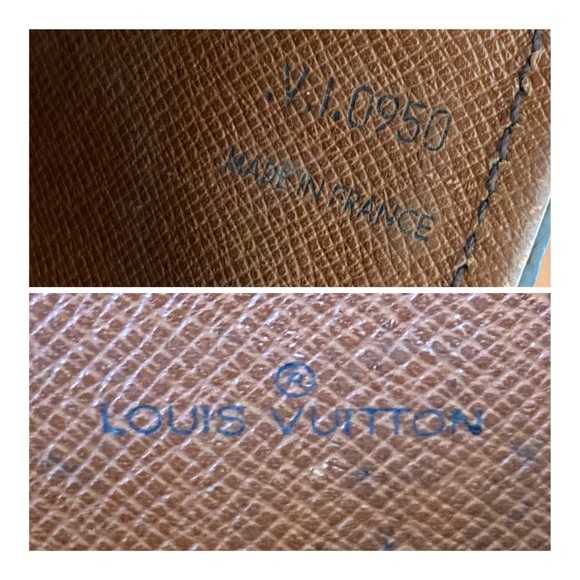 .V.I.0950
MADE IN FRANCE
®
LOUIS VUITTON